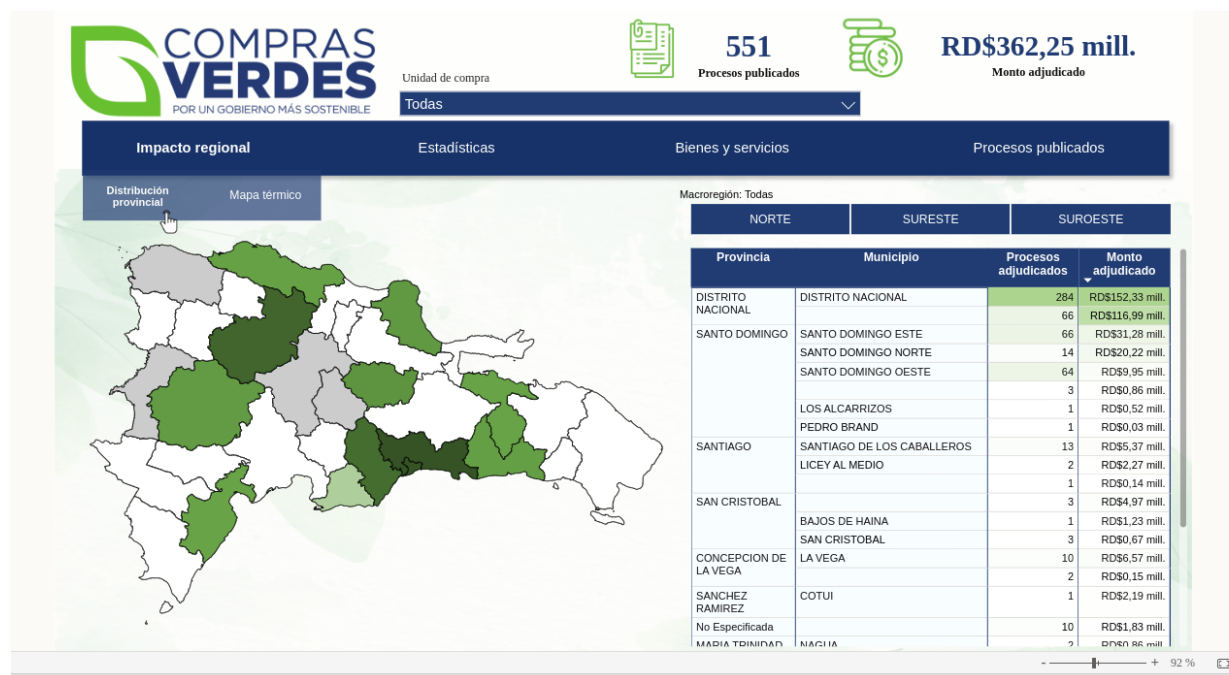 COMPRAS
VERDES
POR UN GOBIERNO MÁS SOSTENIBLE
Unidad de compra
Todas
551
Procesos publicados
RD$362,25 mill.
Monto adjudicado
Impacto regional Estadísticas Bienes y servicios Procesos publicados
Distribución
provincial
Mapa térmico
Macroregión: Todas
NORTE SURESTE SUROESTE
Provincia Municipio Procesos adjudicados Monto adjudicado
DISTRITO NACIONAL DISTRITO NACIONAL 284 RD$152,33 mill.
66 RD$116,99 mill.
SANTO DOMINGO SANTO DOMINGO ESTE 66 RD$31,28 mill.
SANTO DOMINGO NORTE 14 RD$20,22 mill.
SANTO DOMINGO OESTE 64 RD$9,95 mill.
3 RD$0,86 mill.
LOS ALCARRIZOS 1 RD$0,52 mill.
PEDRO BRAND 1 RD$0,03 mill.
SANTIAGO SANTIAGO DE LOS CABALLEROS 13 RD$5,37 mill.
LICEY AL MEDIO 2 RD$2,27 mill.
1 RD$0,14 mill.
SAN CRISTOBAL 3 RD$4,97 mill.
BAJOS DE HAINA 1 RD$1,23 mill.
SAN CRISTOBAL 3 RD$0,67 mill.
CONCEPCION DE LA VEGA LA VEGA 10 RD$6,57 mill.
2 RD$0,15 mill.
SANCHEZ RAMIREZ COTUI 1 RD$2,19 mill.
No Especificada 10 RD$1,83 mill.
MARIA TRINIDAD NAGUA 2 RD$0,86 mill.
- + 92 %